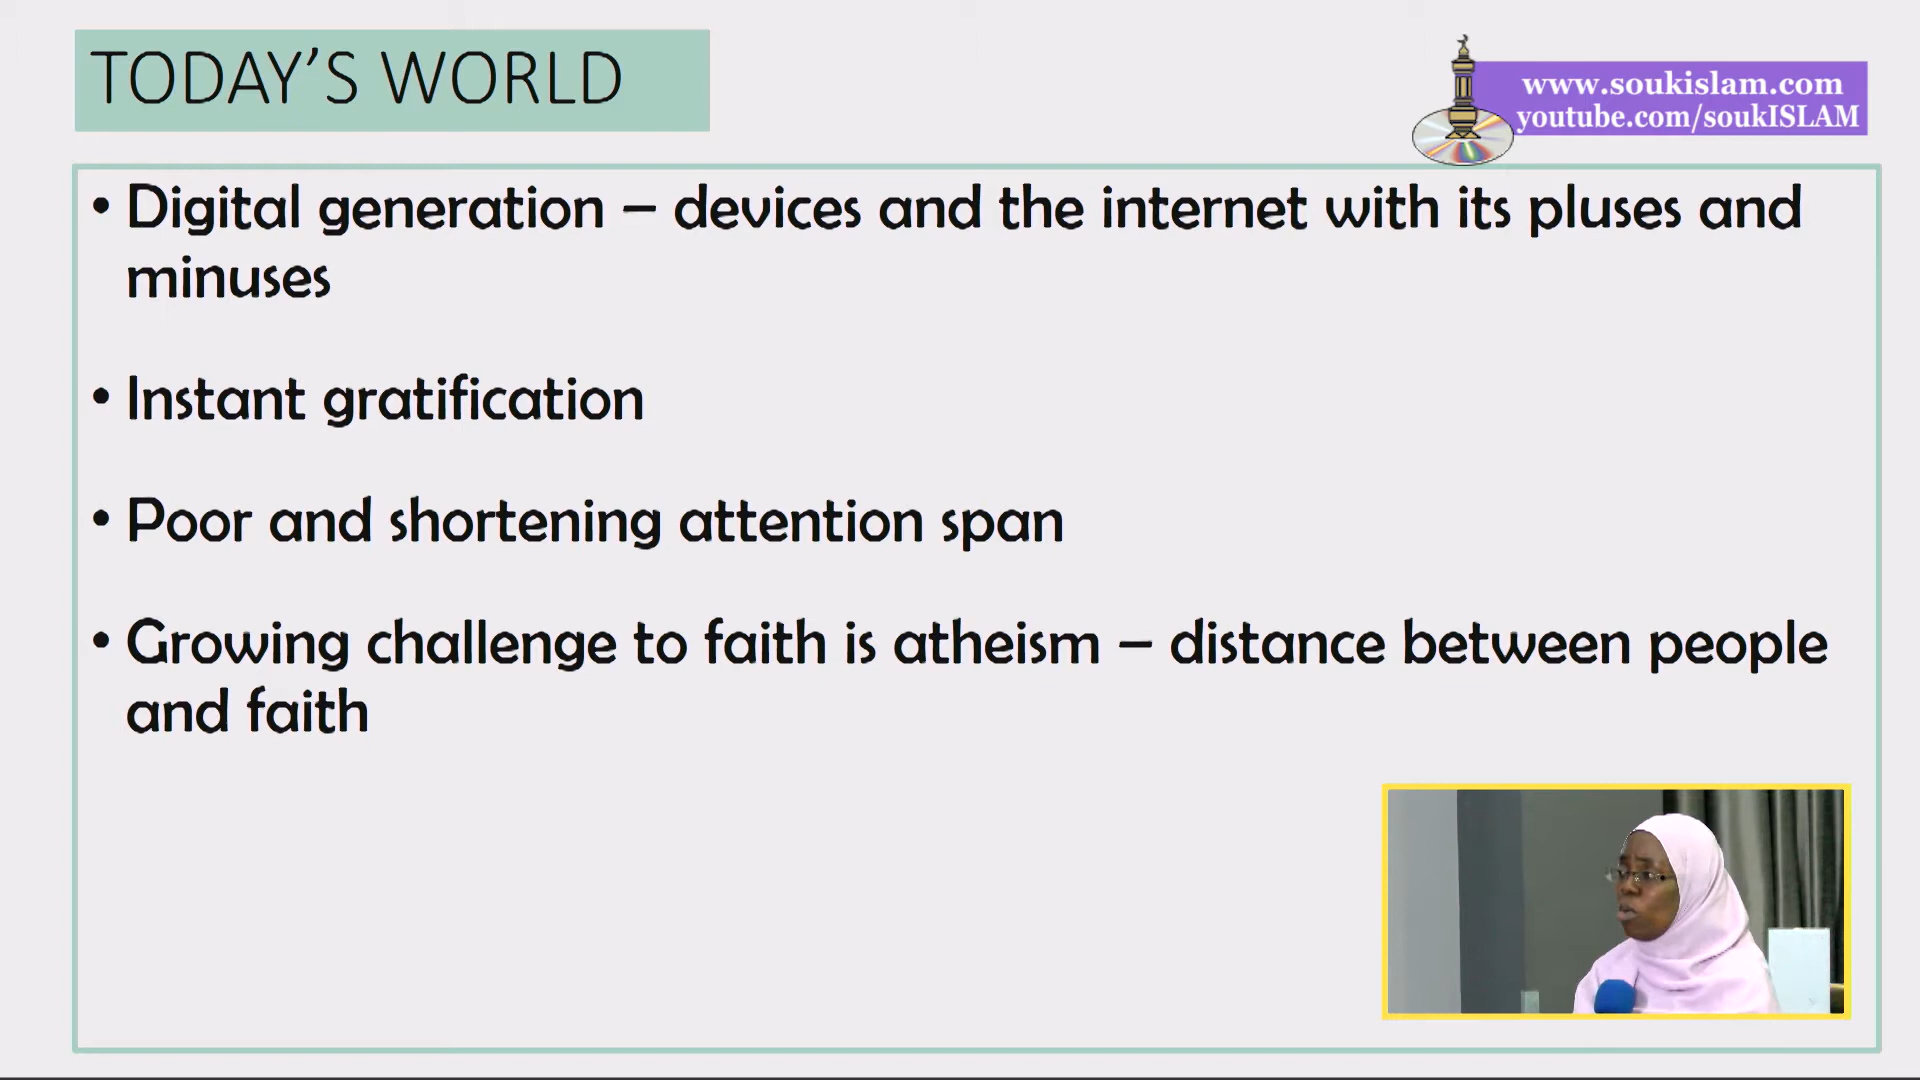 TODAY’S WORLD
www.soukislam.com
youtube.com/soukISLAM
• Digital generation – devices and the internet with its pluses and
minuses
• Instant gratification
• Poor and shortening attention span
• Growing challenge to faith is atheism – distance between people
and faith